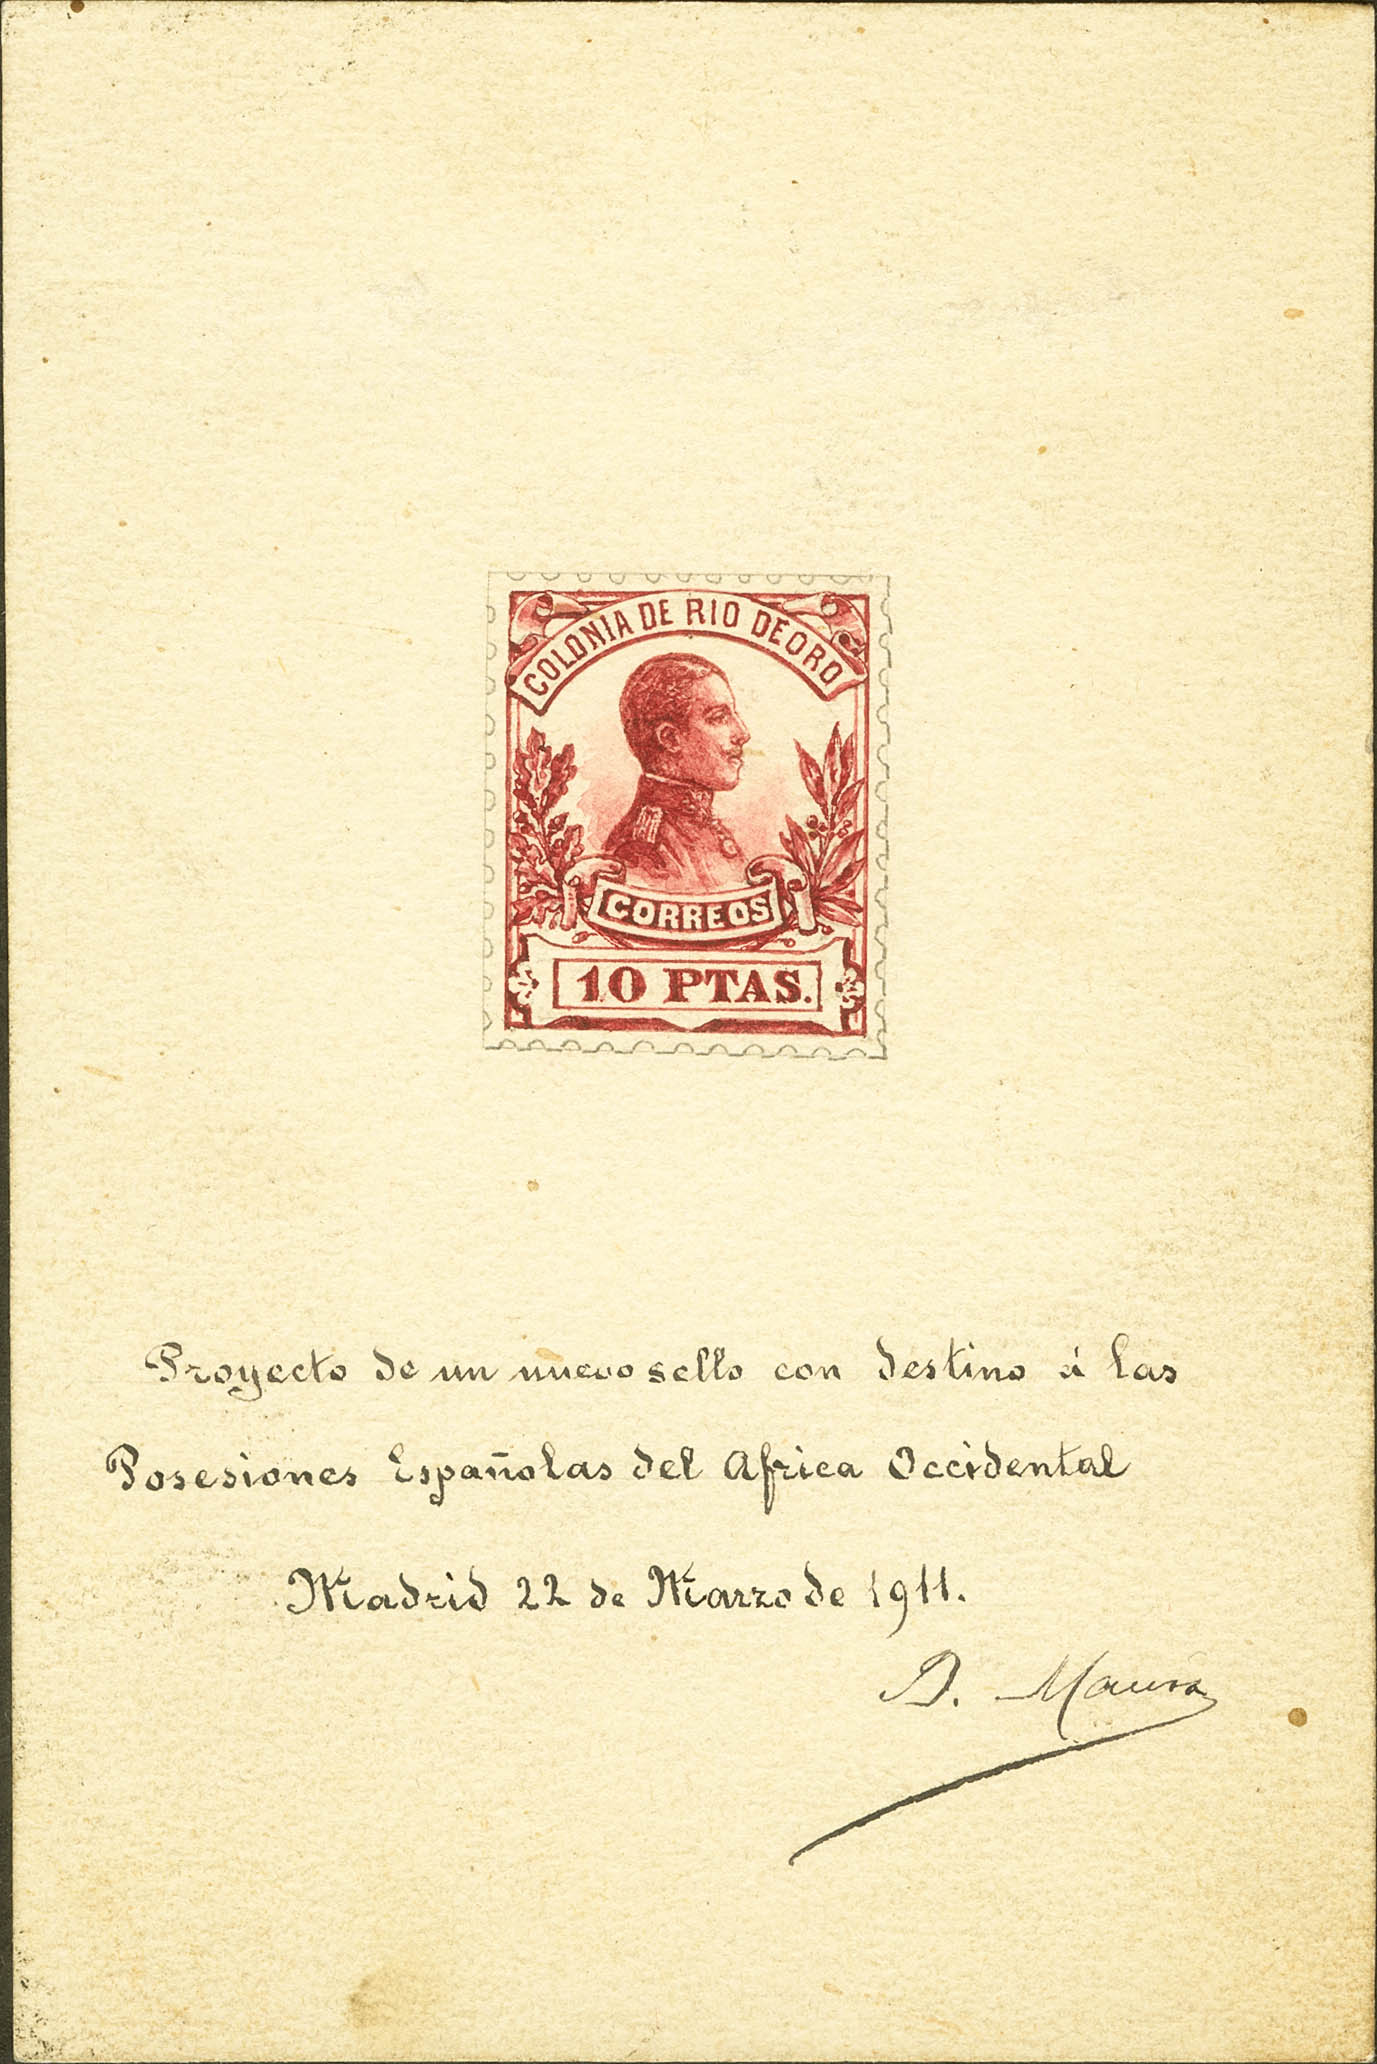 COLONIA DE RIO DE ORO
CORREOS
10 PTAS.
Proyecto de un nuevo sello con destino á las
Posesiones Españolas del Africa Occidental
Madrid 22 de Marzo de 1911.
B. Maura